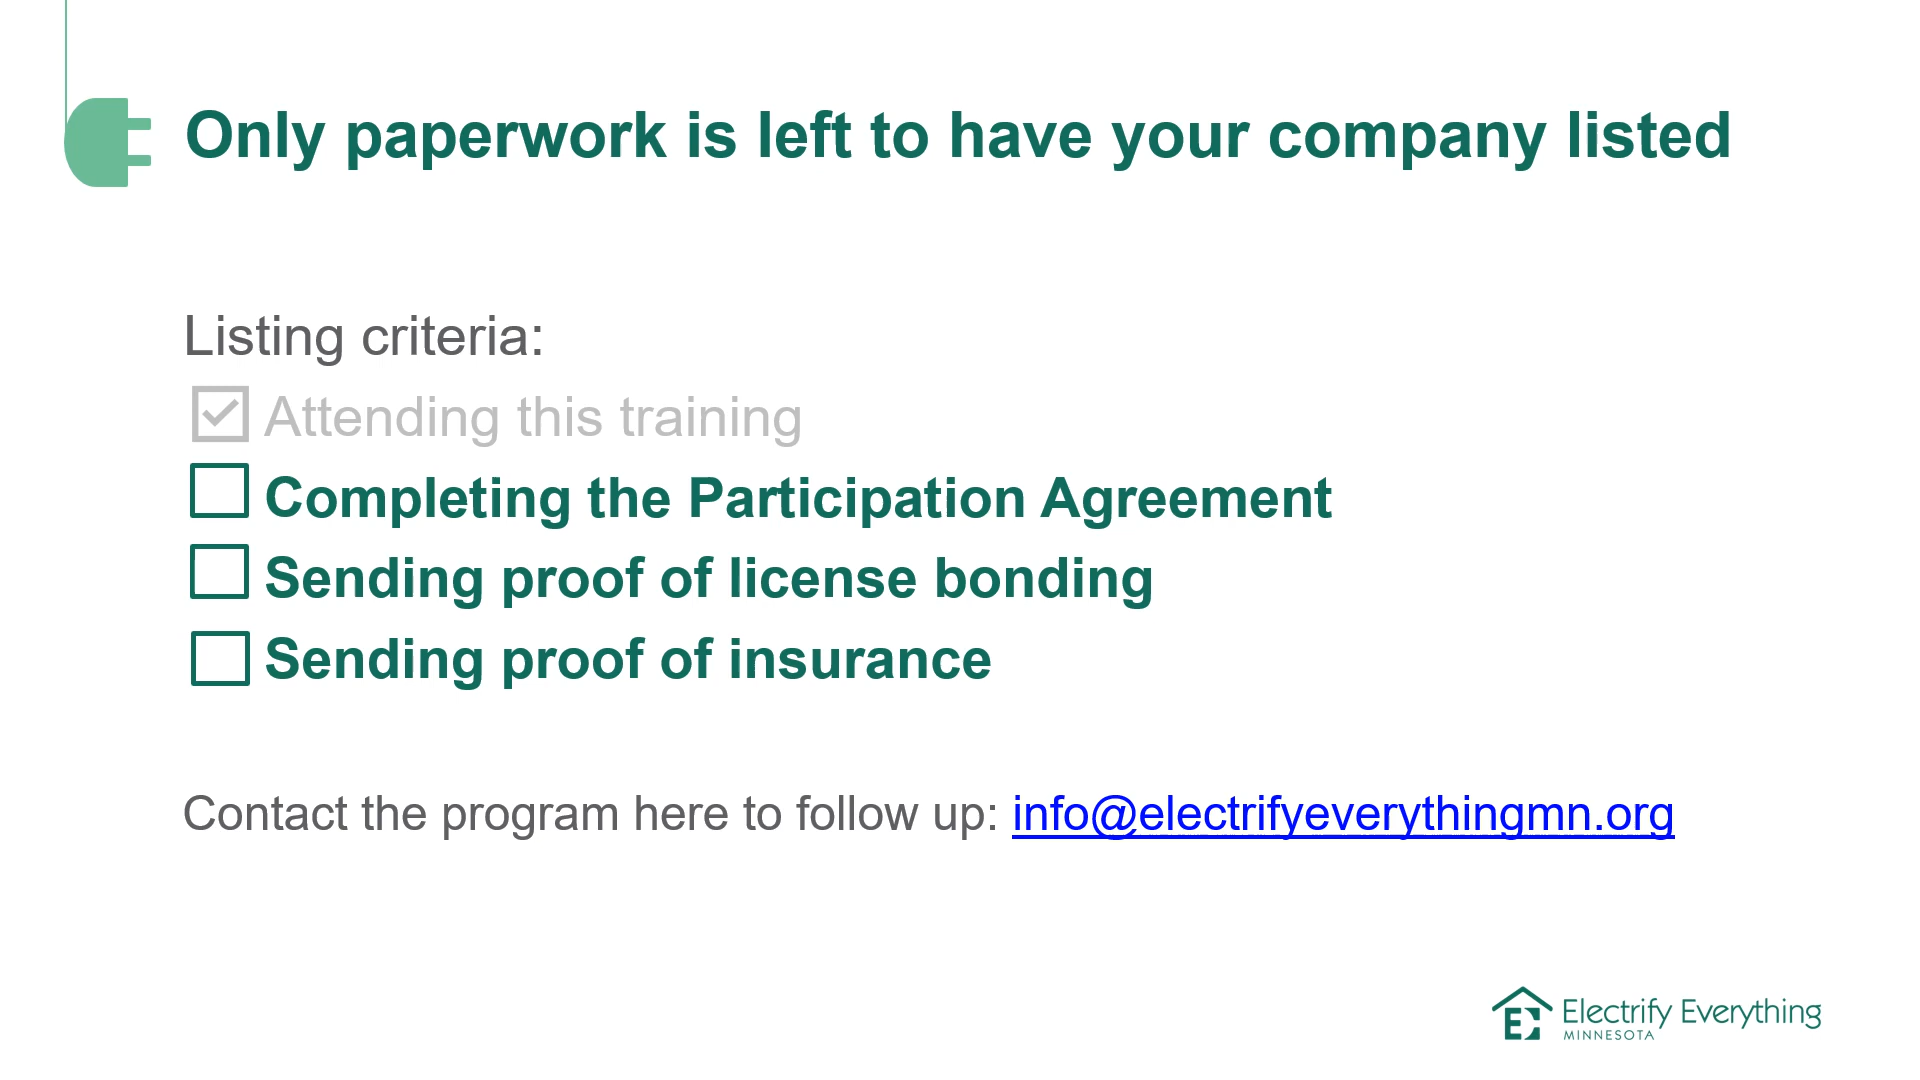 Only paperwork is left to have your company listed
Listing criteria:
Attending this training
Completing the Participation Agreement
Sending proof of license bonding
Sending proof of insurance
Contact the program here to follow up: info@electrifyeverythingmn.org
Electrify Everything
MINNESOTA